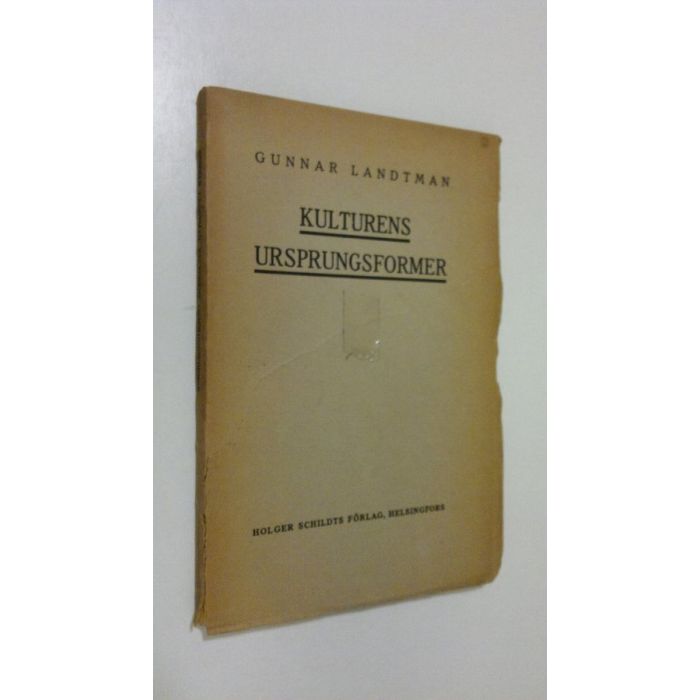 GUNNAR LANDTMAN
KULTURENS
URSPRUNGSFORMER
HOLGER SCHILDTS FÖRLAG, HELSINGFORS